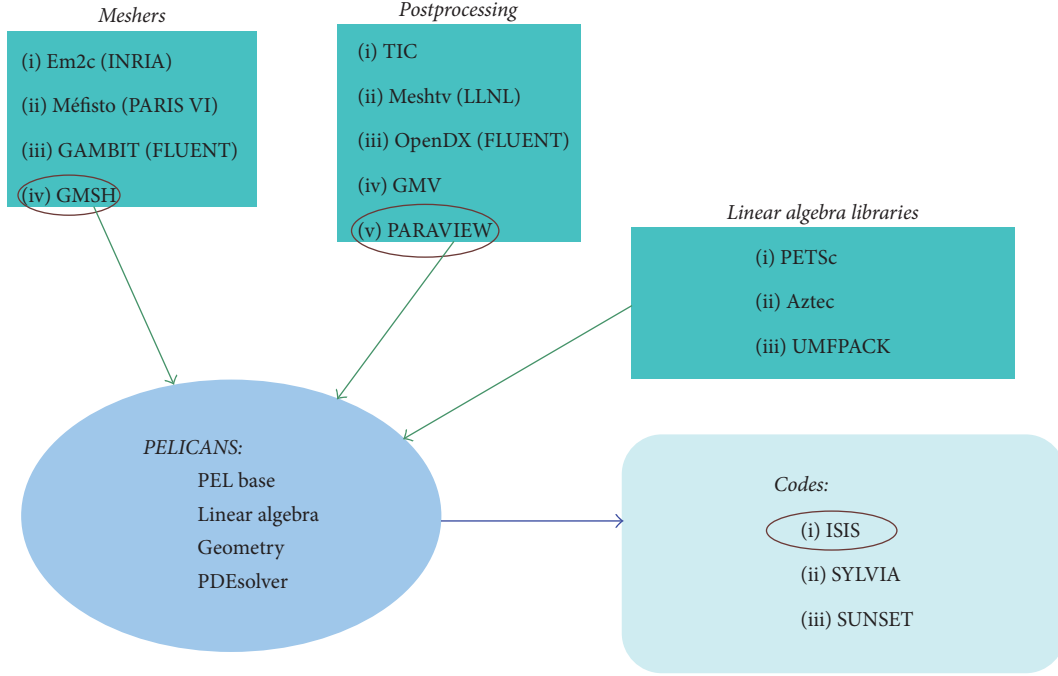 Meshers
(i) Em2c (INRIA)
(ii) Méfisto (PARIS VI)
(iii) GAMBIT (FLUENT)
(iv) GMSH
Postprocessing
(i) TIC
(ii) Meshtv (LLNL)
(iii) OpenDX (FLUENT)
(iv) GMV
(v) PARAVIEW
Linear algebra libraries
(i) PETSc
(ii) Aztec
(iii) UMFPACK
PELICANS:
PEL base
Linear algebra
Geometry
PDEsolver
Codes:
(i) ISIS
(ii) SYLVIA
(iii) SUNSET